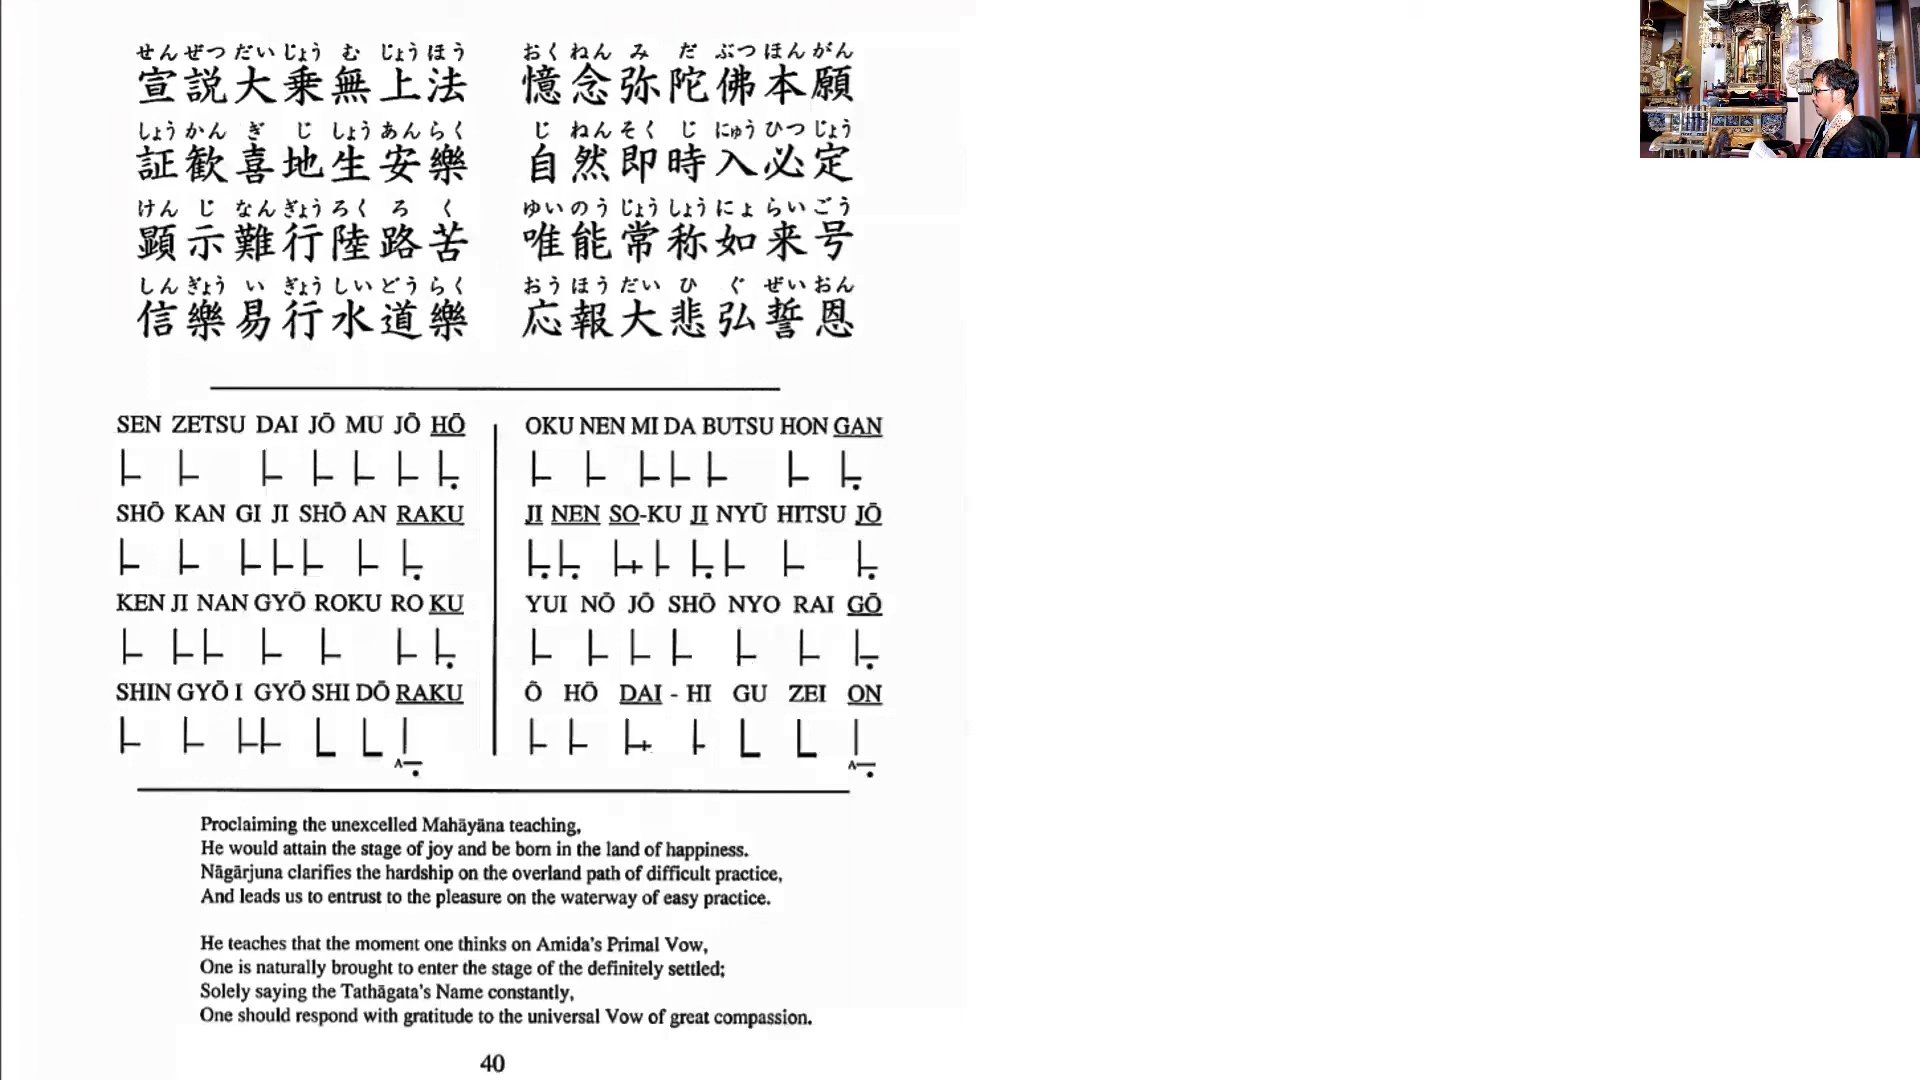 せんぜつだいじょうむじょうほう
宣説大乗無上法
しょうかんぎじしょうあんらく
証歓喜地生安樂
けんじなんぎょうろくろく
顕示難行陸路苦
しんぎょういぎょうしいどうらく
信樂易行水道樂
おくねんみだぶつほんがん
憶念弥陀佛本願
じねんそくじにゅうひつじょう
自然即時入必定
ゆいのうじょうしょうにょらいごう
唯能常称如来号
おうほうだいひぐぜいおん
応報大悲弘誓恩
SEN ZETSU DAI JŌ MU JŌ HŌ
SHŌ KAN GI JI SHŌ AN RAKU
KEN JI NAN GYŌ ROKU RO KU
SHIN GYŌ I GYŌ SHI DŌ RAKU
OKU NEN MI DA BUTSU HON GAN
JI NEN SO-KU JI NYŪ HITSU JŌ
YUI NŌ JŌ SHŌ NYO RAI GŌ
Ō HŌ DAI - HI GU ZEI ON
Proclaiming the unexcelled Mahāyāna teaching,
He would attain the stage of joy and be born in the land of happiness.
Nāgārjuna clarifies the hardship on the overland path of difficult practice,
And leads us to entrust to the pleasure on the waterway of easy practice.
He teaches that the moment one thinks on Amida's Primal Vow,
One is naturally brought to enter the stage of the definitely settled;
Solely saying the Tathāgata's Name constantly,
One should respond with gratitude to the universal Vow of great compassion.
40